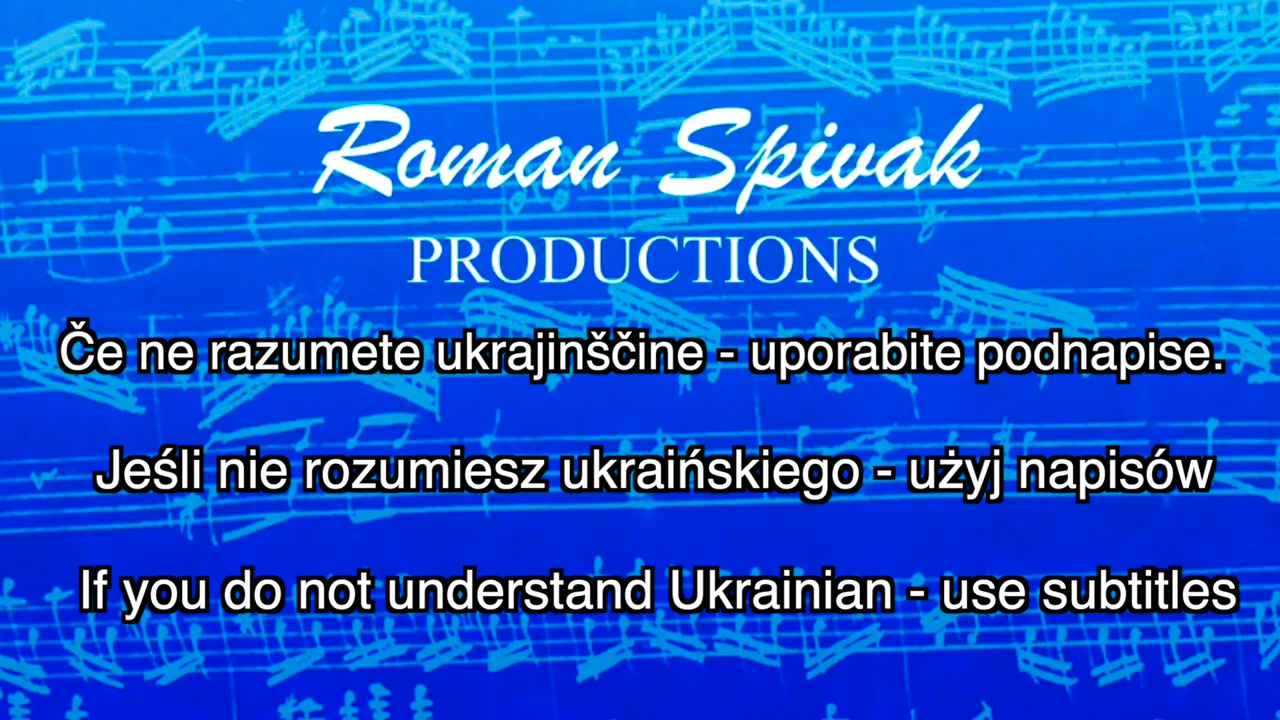 Roman Spivak
PRODUCTIONS
Če ne razumete ukrajinščine - uporabite podnapise.
Jeśli nie rozumiesz ukraińskiego - użyj napisów
If you do not understand Ukrainian - use subtitles